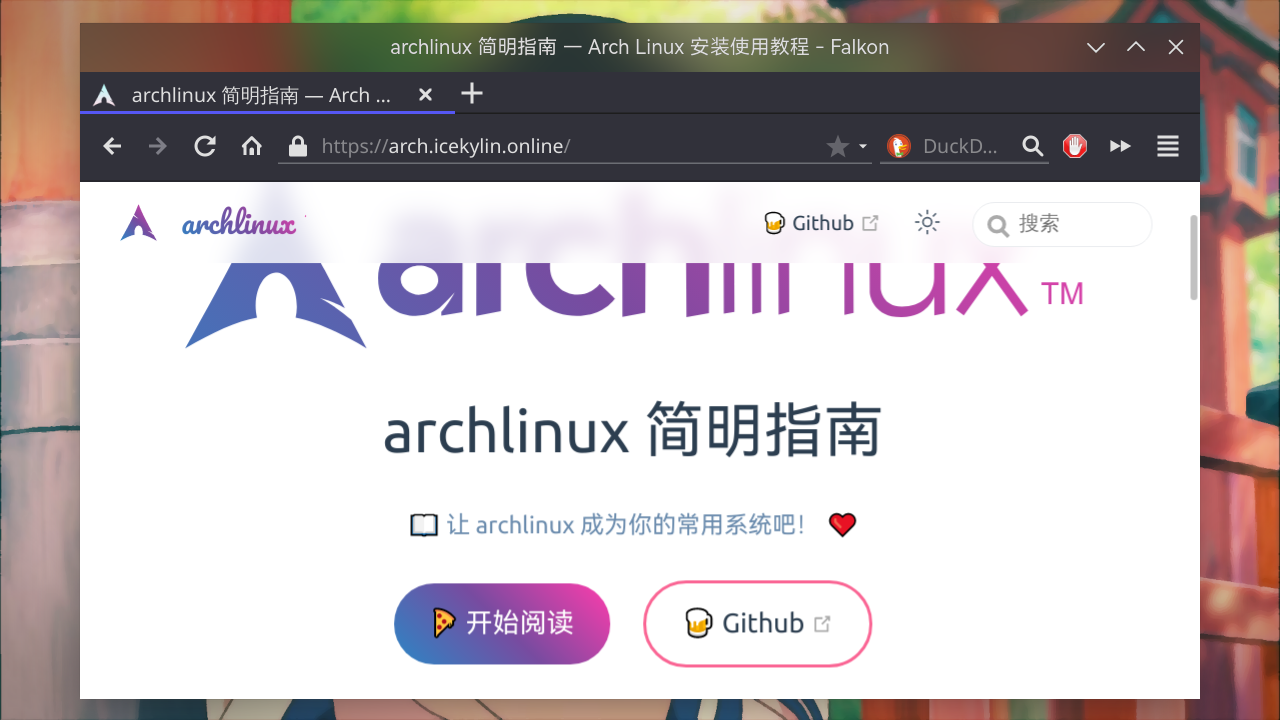 archlinux 简明指南 — Arch Linux 安装使用教程 - Falkon
archlinux 简明指南 — Arch ...
https://arch.icekylin.online/
DuckD...
archlinux
Github
搜索
archlinux TM
archlinux 简明指南
让 archlinux 成为你的常用系统吧！
开始阅读
Github